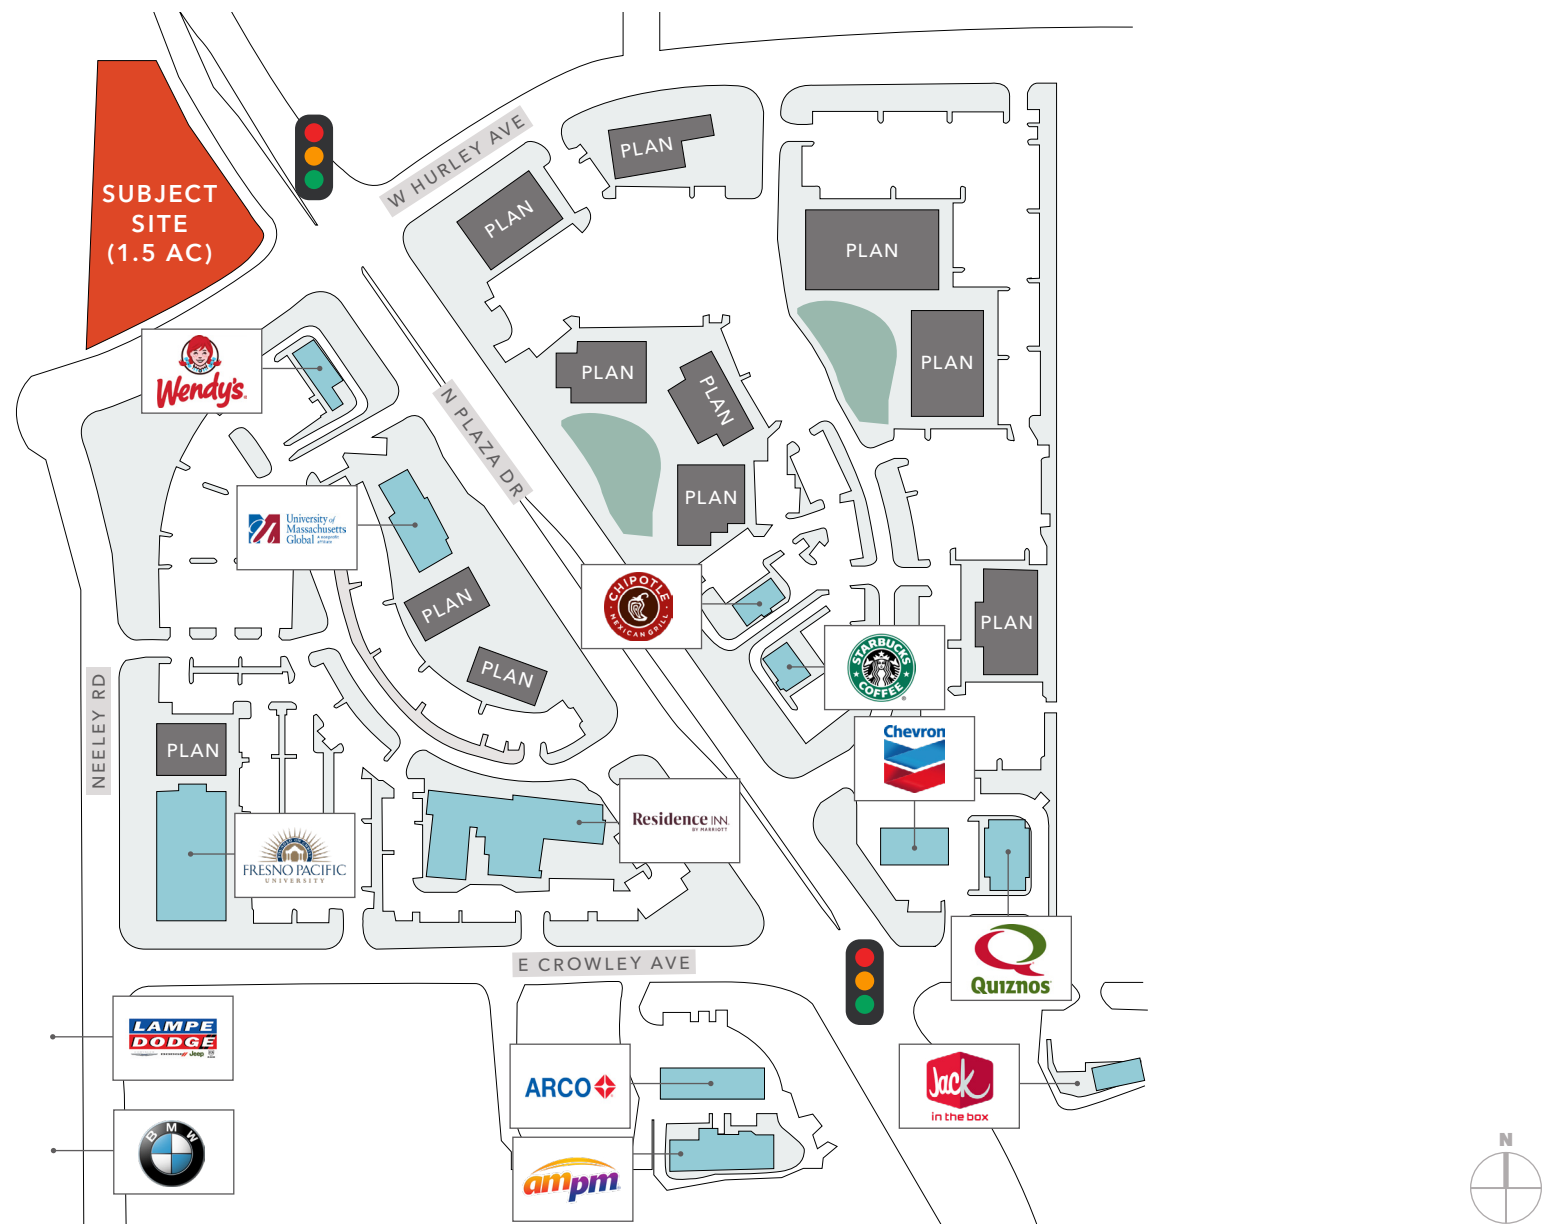 W HURLEY AVE
PLAN
SUBJECT
SITE
(1.5 AC)
PLAN
PLAN
PLAN
PLAN
PLAN
Wendy's
N PLAZA DR
PLAN
University of
Massachusetts
Global
CHIPOTLE
MEXICAN GRILL
PLAN
PLAN
STARBUCKS
COFFEE
PLAN
NEELEY RD
PLAN
Chevron
Residence INN.
BY MARRIOTT
FRESNO PACIFIC
UNIVERSITY
E CROWLEY AVE
Quiznos
LAMPE
DODGE
Jeep
ARCO
Jack
in the box
BMW
ampm
N